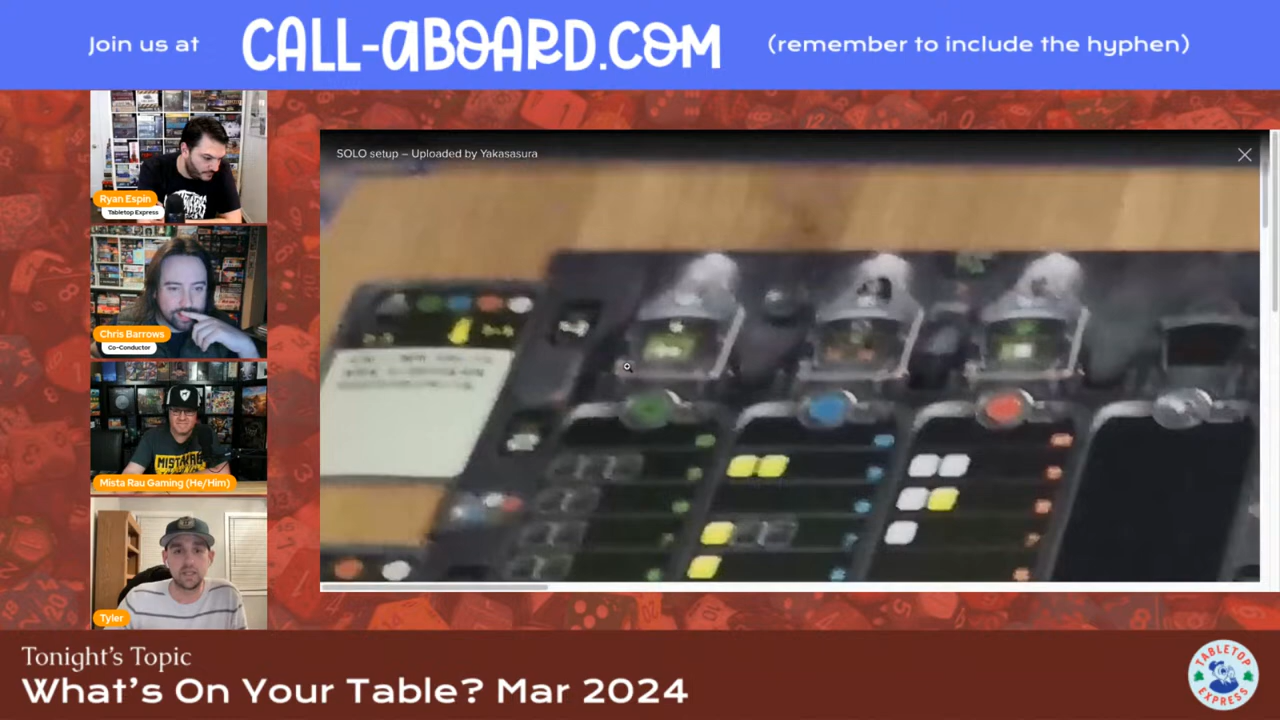 Join us at CALL-aBOARD.COM (remember to include the hyphen)
Ryan Espin
Tabletop Express
Chris Barrows
Co-Conductor
MISTA RAU
Mista Rau Gaming (He/Him)
Tyler
SOLO setup – Uploaded by Yakasasura
Tonight's Topic
What's On Your Table? Mar 2024
TABLETOP
EXPRESS